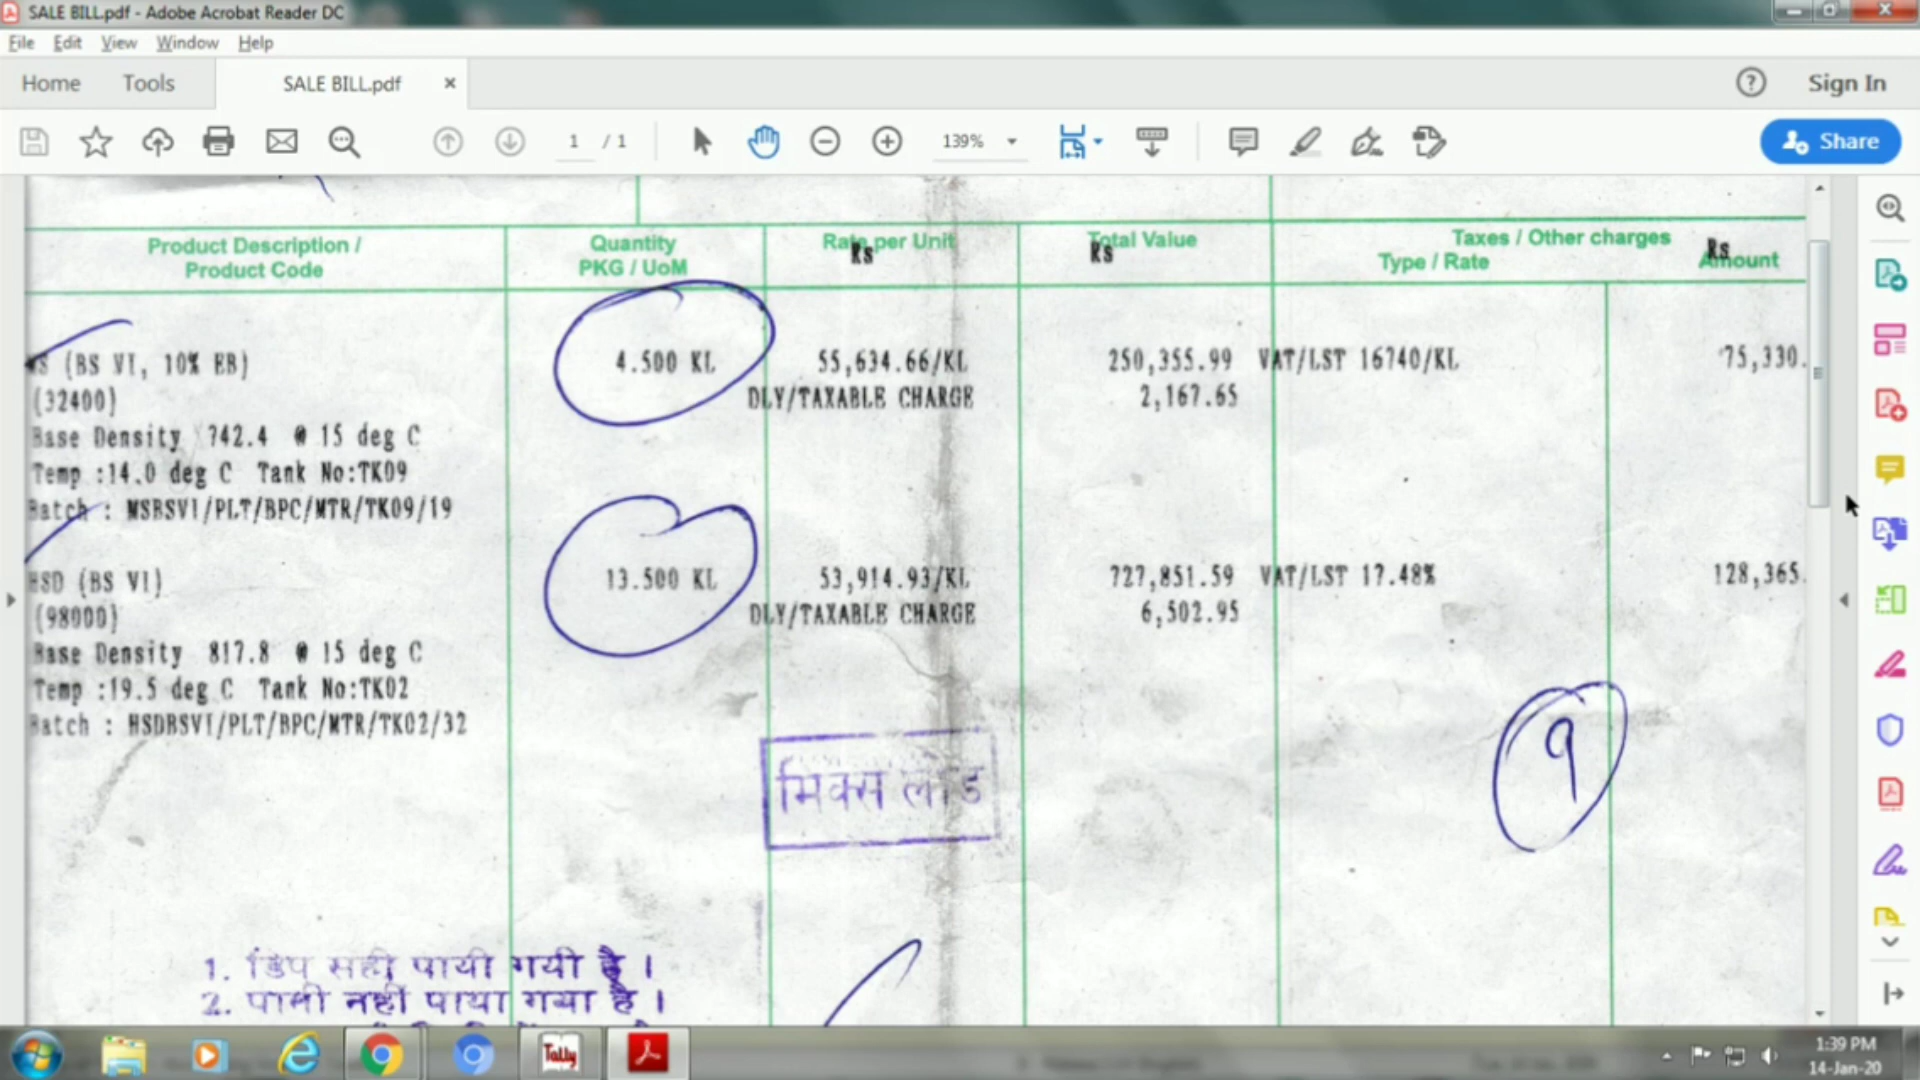 SALE BILL.pdf - Adobe Acrobat Reader DC
File Edit View Window Help
Home Tools SALE BILL.pdf × ? Sign In
1 / 1 139% Share
Product Description / Product Code
Quantity PKG / UoM
Rate per Unit Rs
Total Value Rs
Taxes / Other charges
Type / Rate
Rs Amount
MS (BS VI, 10% EB) 4.500 KL 55,634.66/KL 250,355.99 VAT/LST 16740/KL 75,330.
(32400) DLY/TAXABLE CHARGE 2,167.65
Base Density 742.4 @ 15 deg C
Temp :14.0 deg C Tank No:TK09
Batch : MSBSVI/PLT/BPC/MTR/TK09/19
HSD (BS VI) 13.500 KL 53,914.93/KL 727,851.59 VAT/LST 17.48% 128,365.
(98000) DLY/TAXABLE CHARGE 6,502.95
Base Density 817.8 @ 15 deg C
Temp :19.5 deg C Tank No:TK02
Batch : HSDBSVI/PLT/BPC/MTR/TK02/32
9
मिक्स लोड
1. डिप सही पायी गयी है ।
2. पानी नहीं पाया गया है ।
Tally
1:39 PM
14-Jan-20